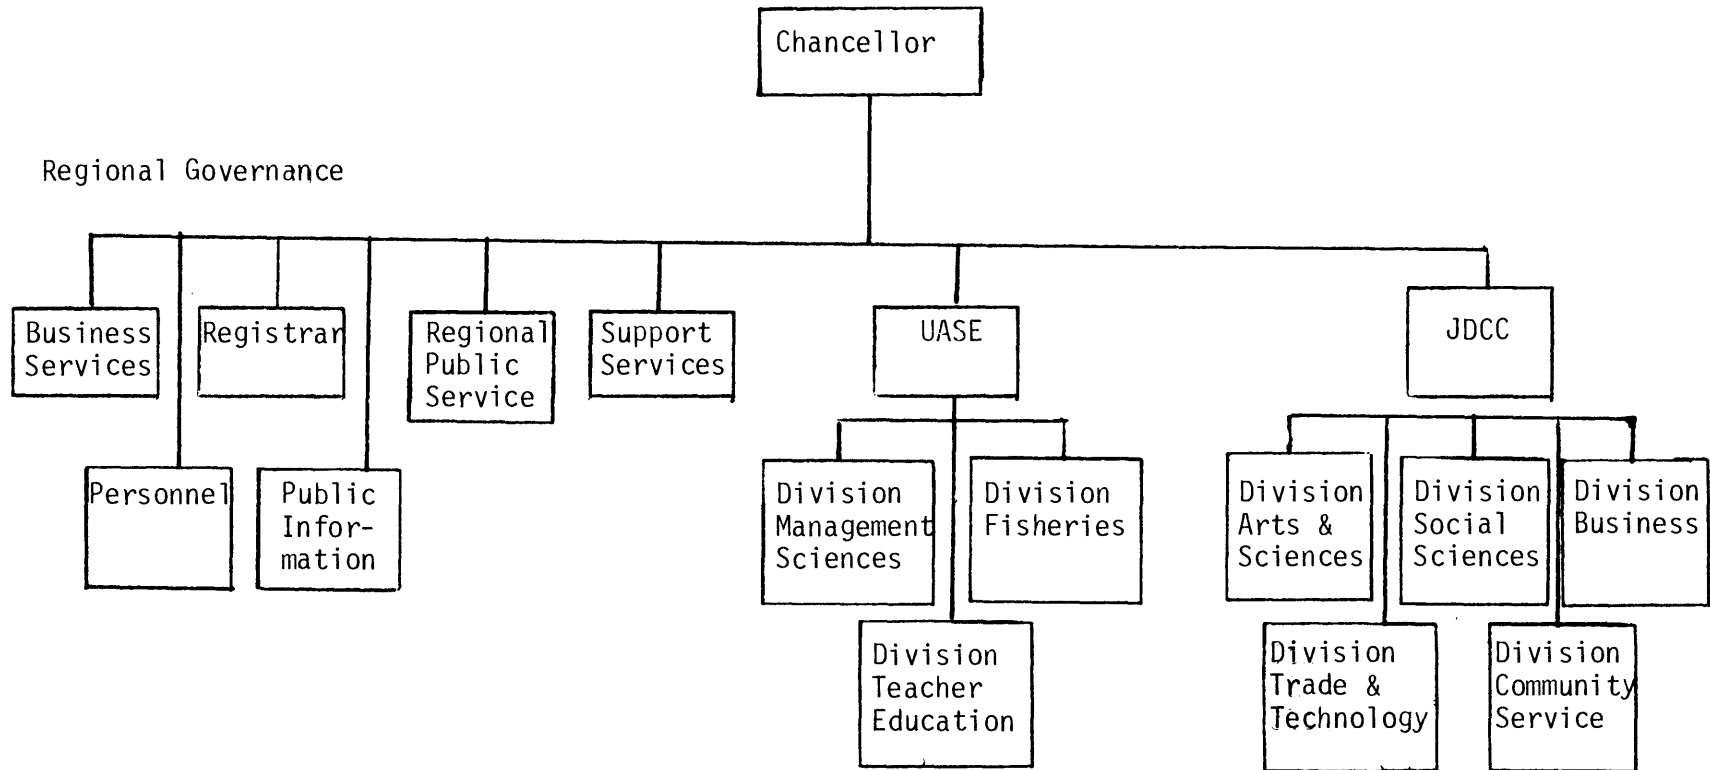 Chancellor
Regional Governance
Business
Services
Registrar
Regional
Public
Service
Support
Services
UASE
JDCC
Personnel
Public
Infor-
mation
Division
Management
Sciences
Division
Fisheries
Division
Arts &
Sciences
Division
Social
Sciences
Division
Business
Division
Teacher
Education
Division
Trade &
Technology
Division
Community
Service